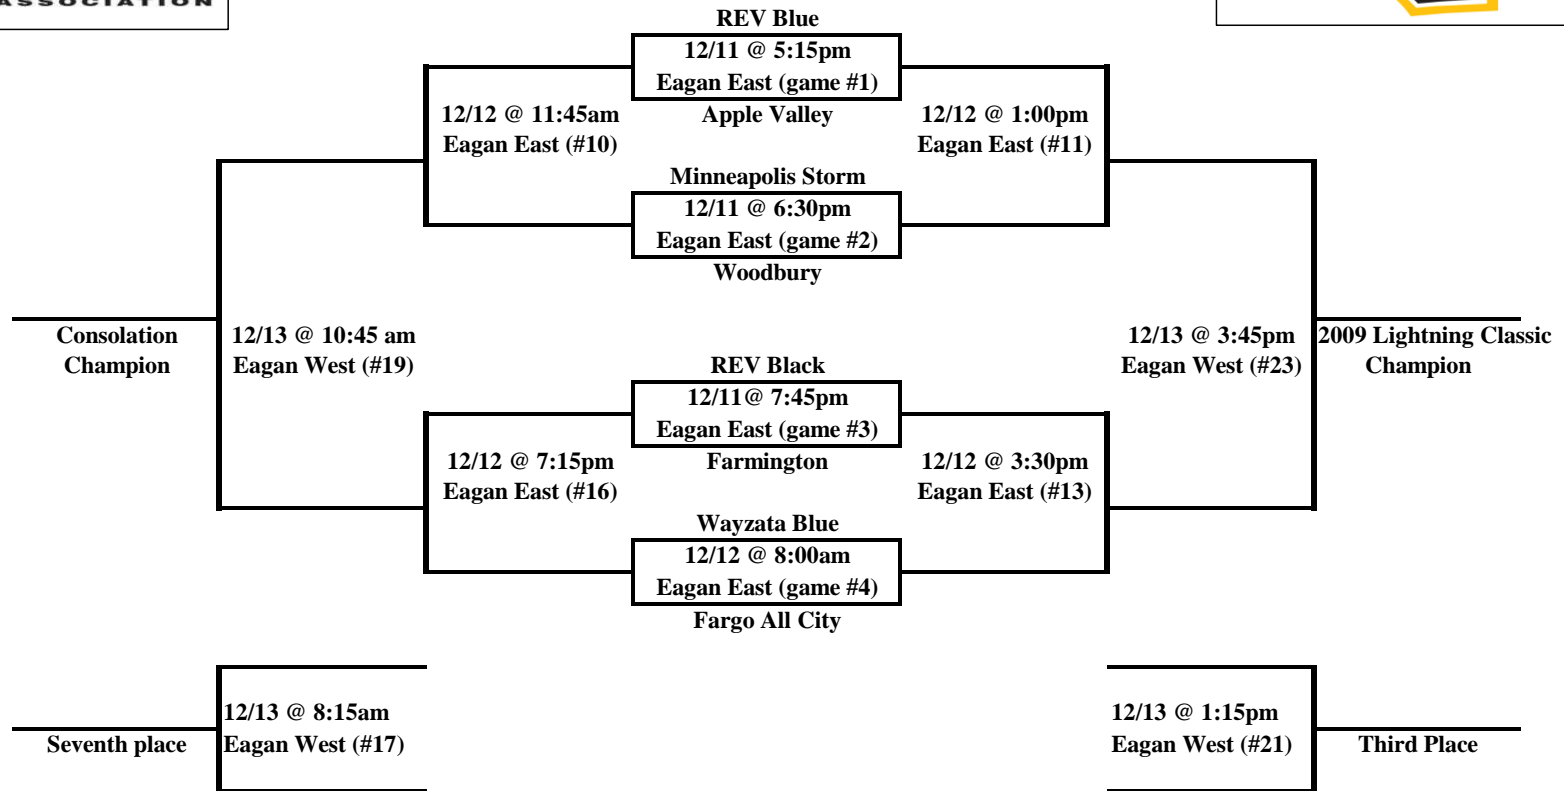 ASSOCIATION
REV Blue
12/11 @ 5:15pm
Eagan East (game #1)
Apple Valley
12/12 @ 11:45am
Eagan East (#10)
12/12 @ 1:00pm
Eagan East (#11)
Minneapolis Storm
12/11 @ 6:30pm
Eagan East (game #2)
Woodbury
Consolation
Champion
12/13 @ 10:45 am
Eagan West (#19)
12/13 @ 3:45pm
Eagan West (#23)
2009 Lightning Classic
Champion
REV Black
12/11@ 7:45pm
Eagan East (game #3)
Farmington
12/12 @ 7:15pm
Eagan East (#16)
12/12 @ 3:30pm
Eagan East (#13)
Wayzata Blue
12/12 @ 8:00am
Eagan East (game #4)
Fargo All City
12/13 @ 8:15am
Eagan West (#17)
Seventh place
12/13 @ 1:15pm
Eagan West (#21)
Third Place